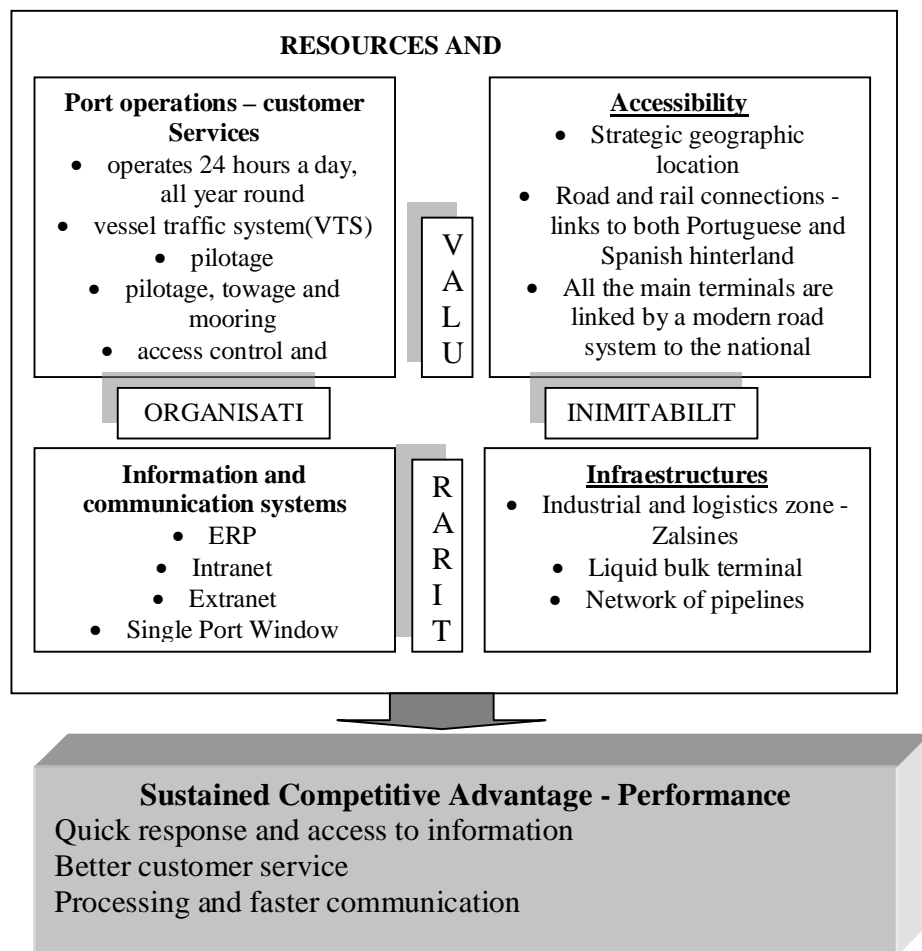 RESOURCES AND
Port operations – customer
Services
• operates 24 hours a day,
all year round
• vessel traffic system(VTS)
• pilotage
• pilotage, towage and
mooring
• access control and
Accessibility
• Strategic geographic
location
• Road and rail connections -
links to both Portuguese and
Spanish hinterland
• All the main terminals are
linked by a modern road
system to the national
V
A
L
U
ORGANISATI
INIMITABILIT
Information and
communication systems
• ERP
• Intranet
• Extranet
• Single Port Window
R
A
R
I
T
Infraestructures
• Industrial and logistics zone -
Zalsines
• Liquid bulk terminal
• Network of pipelines
Sustained Competitive Advantage - Performance
Quick response and access to information
Better customer service
Processing and faster communication